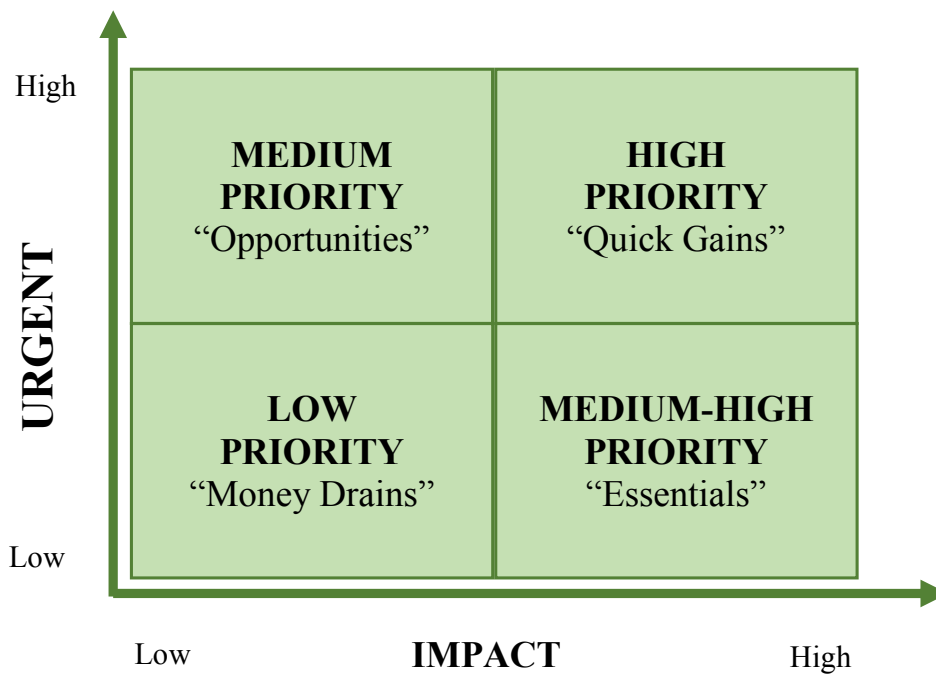 High
MEDIUM
PRIORITY
“Opportunities”
HIGH
PRIORITY
“Quick Gains”
URGENT
LOW
PRIORITY
“Money Drains”
MEDIUM-HIGH
PRIORITY
“Essentials”
Low
Low
IMPACT
High